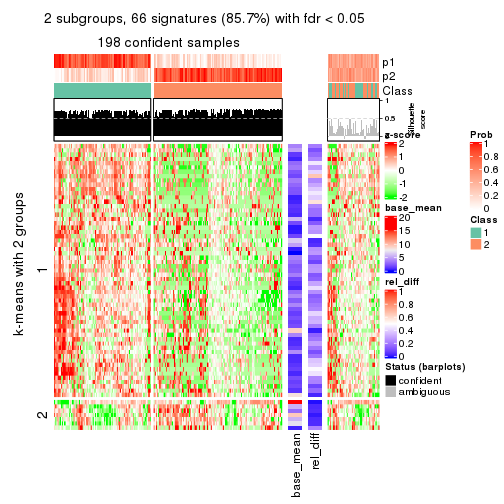 2 subgroups, 66 signatures (85.7%) with fdr < 0.05
198 confident samples
p1
p2
Class
1
0.5
0
Silhouette
score
k-means with 2 groups
1
2
z-score
2
1
0
-1
-2
base_mean
20
15
10
5
0
rel_diff
1
0.8
0.6
0.4
0.2
0
Status (barplots)
confident
ambiguous
Prob
1
0.8
0.6
0.4
0.2
0
Class
1
2
base_mean
rel_diff